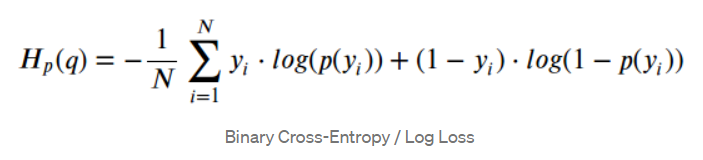 H_p(q) = -\frac{1}{N} \sum_{i=1}^{N} y_i \cdot log(p(y_i)) + (1 - y_i) \cdot log(1 - p(y_i))
Binary Cross-Entropy / Log Loss